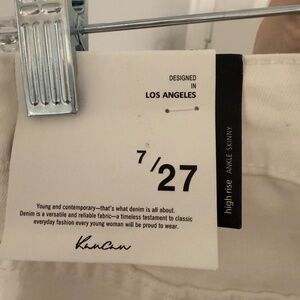 DESIGNED
IN
LOS ANGELES
7/27
Young and contemporary—that's what denim is all about.
Denim is a versatile and reliable fabric—a timeless testament to classic
everyday fashion every young woman will be proud to wear.
KanCan
high rise ANKLE SKINNY